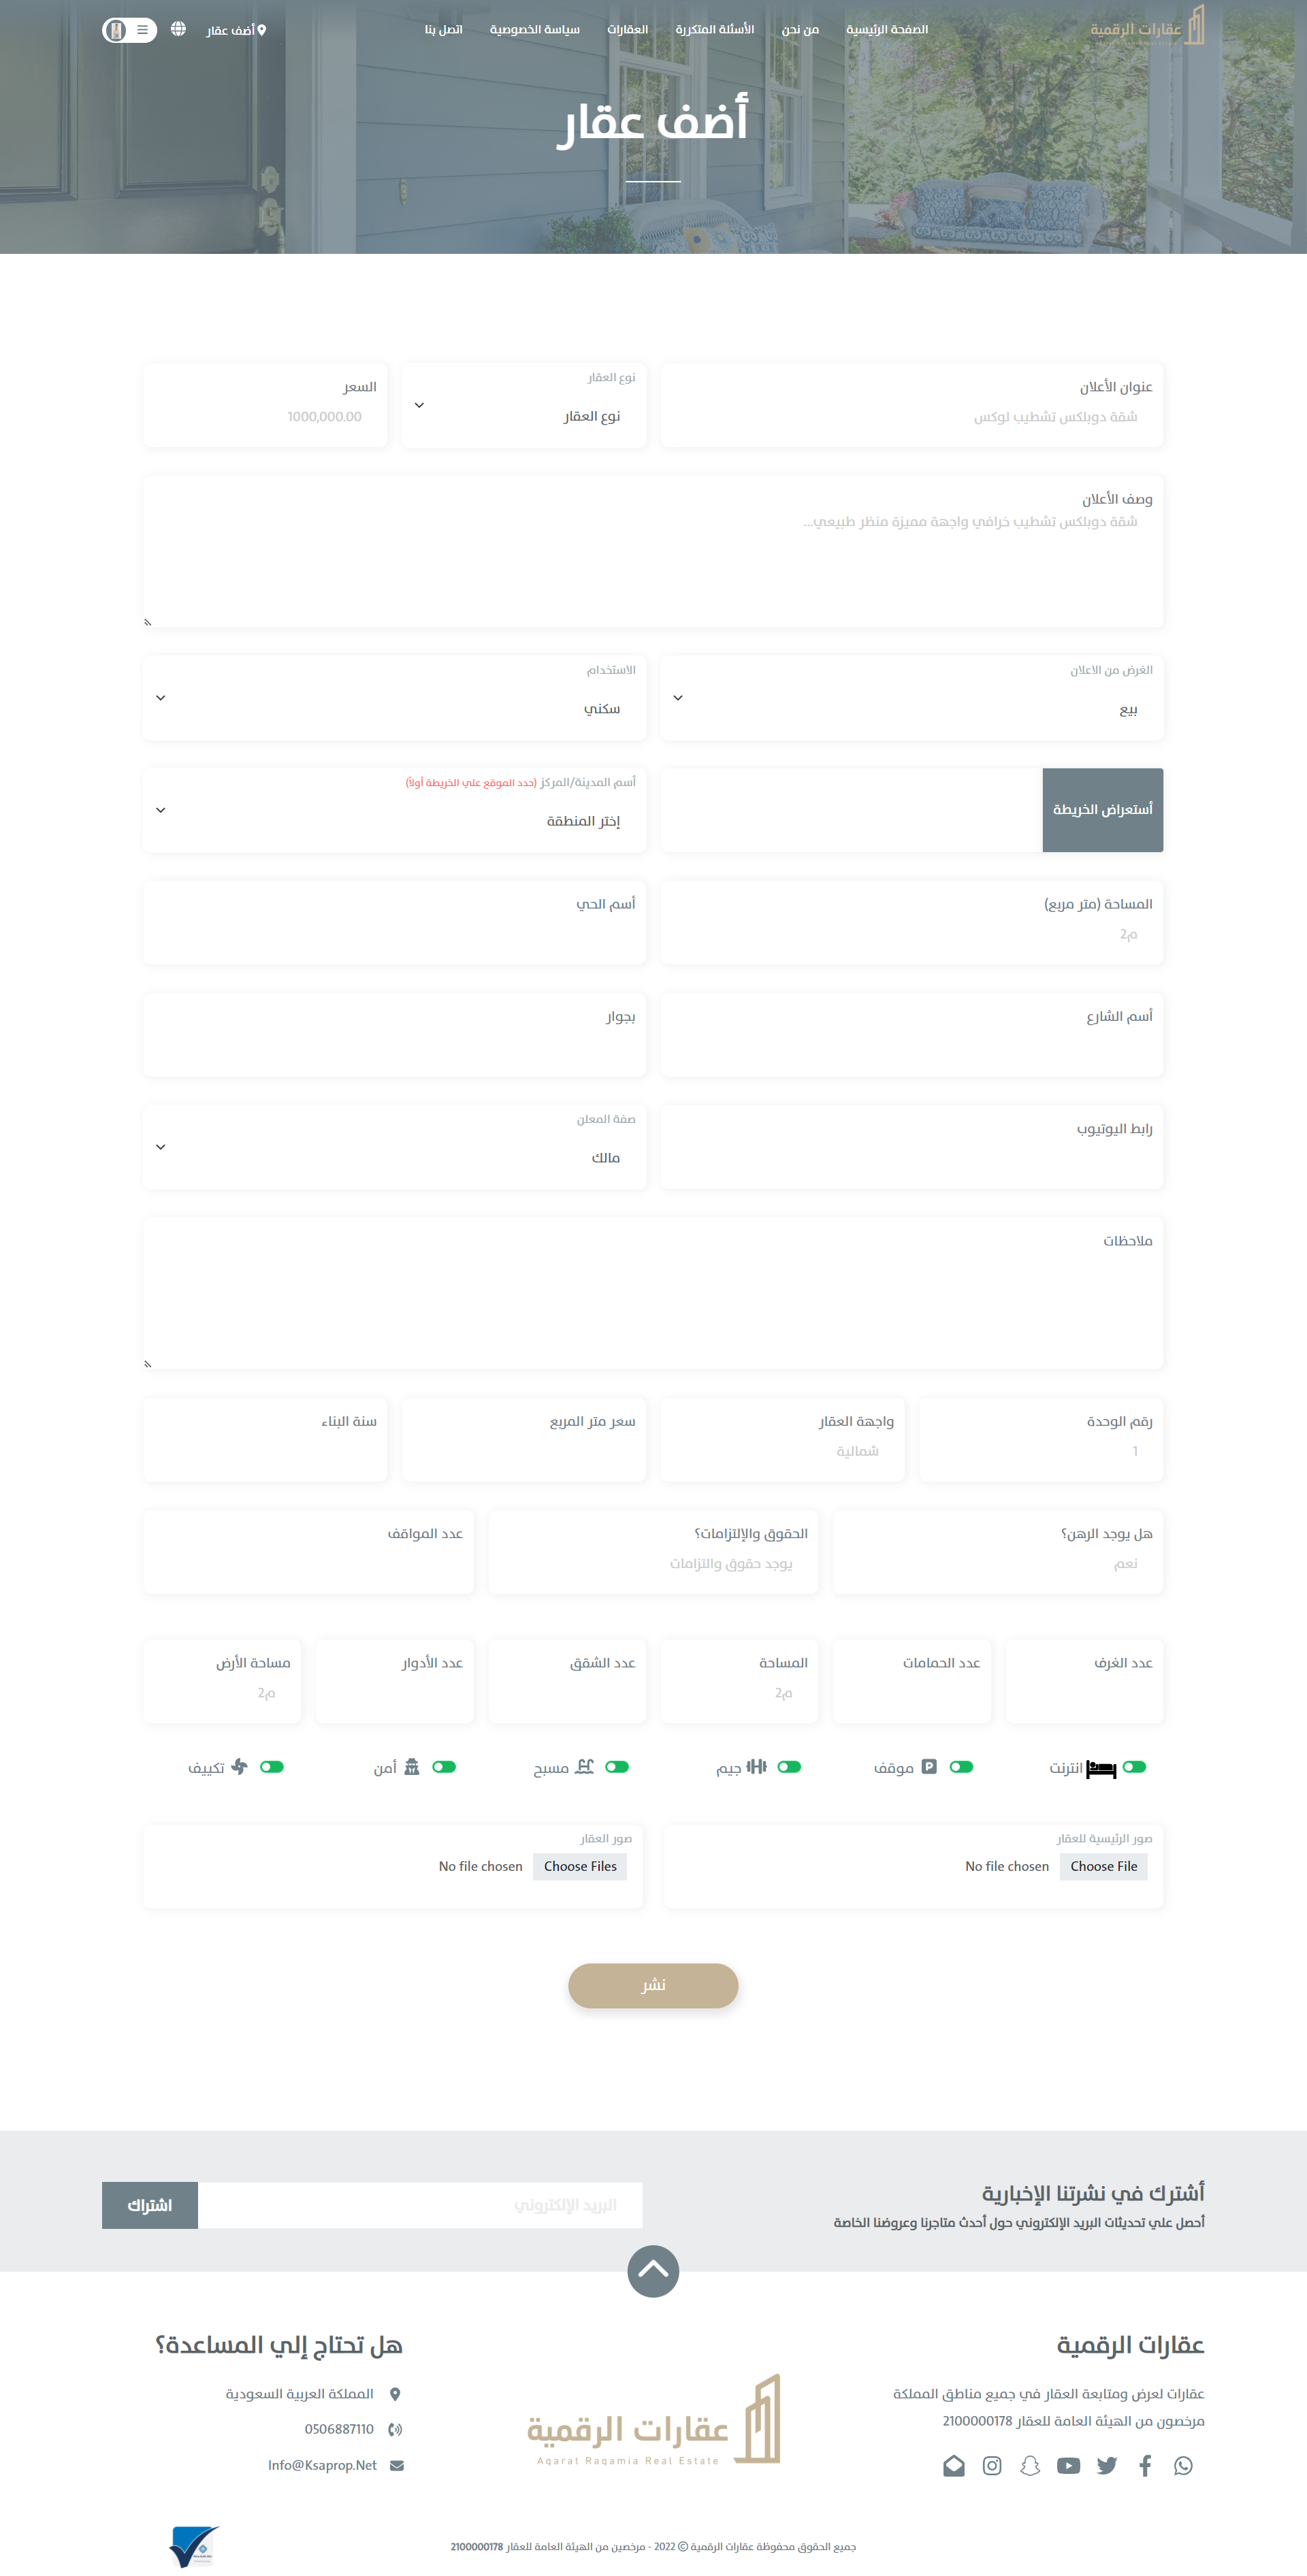 عقارات الرقمية
الصفحة الرئيسية
من نحن
الأسئلة المتكررة
العقارات
سياسة الخصوصية
اتصل بنا
أضف عقار
أضف عقار
عنوان الأعلان
شقة دوبلكس تشطيب لوكس
نوع العقار
نوع العقار
السعر
1000,000.00
وصف الأعلان
شقة دوبلكس تشطيب خرافي واجهة مميزة منظر طبيعي...
الغرض من الاعلان
بيع
الاستخدام
سكني
أستعراض الخريطة
أسم المدينة/المركز (حدد الموقع علي الخريطة أولاً)
إختر المنطقة
المساحة (متر مربع)
م2
أسم الحي
أسم الشارع
بجوار
رابط اليوتيوب
صفة المعلن
مالك
ملاحظات
رقم الوحدة
1
واجهة العقار
شمالية
سعر متر المربع
سنة البناء
هل يوجد الرهن؟
نعم
الحقوق والإلتزامات؟
يوجد حقوق والتزامات
عدد المواقف
عدد الغرف
عدد الحمامات
المساحة
م2
عدد الشقق
عدد الأدوار
مساحة الأرض
م2
انترنت
موقف
جيم
مسبح
أمن
تكييف
صور الرئيسية للعقار
Choose File No file chosen
صور العقار
Choose Files No file chosen
نشر
أشترك في نشرتنا الإخبارية
أحصل علي تحديثات البريد الإلكتروني حول أحدث متاجرنا وعروضنا الخاصة
البريد الإلكتروني
اشتراك
عقارات الرقمية
عقارات لعرض ومتابعة العقار في جميع مناطق المملكة
مرخصون من الهيئة العامة للعقار 2100000178
عقارات الرقمية
Aqarat Raqamia Real Estate
هل تحتاج إلي المساعدة؟
المملكة العربية السعودية
0506887110
Info@Ksaprop.Net
جميع الحقوق محفوظة عقارات الرقمية © 2022 - مرخصين من الهيئة العامة للعقار 2100000178